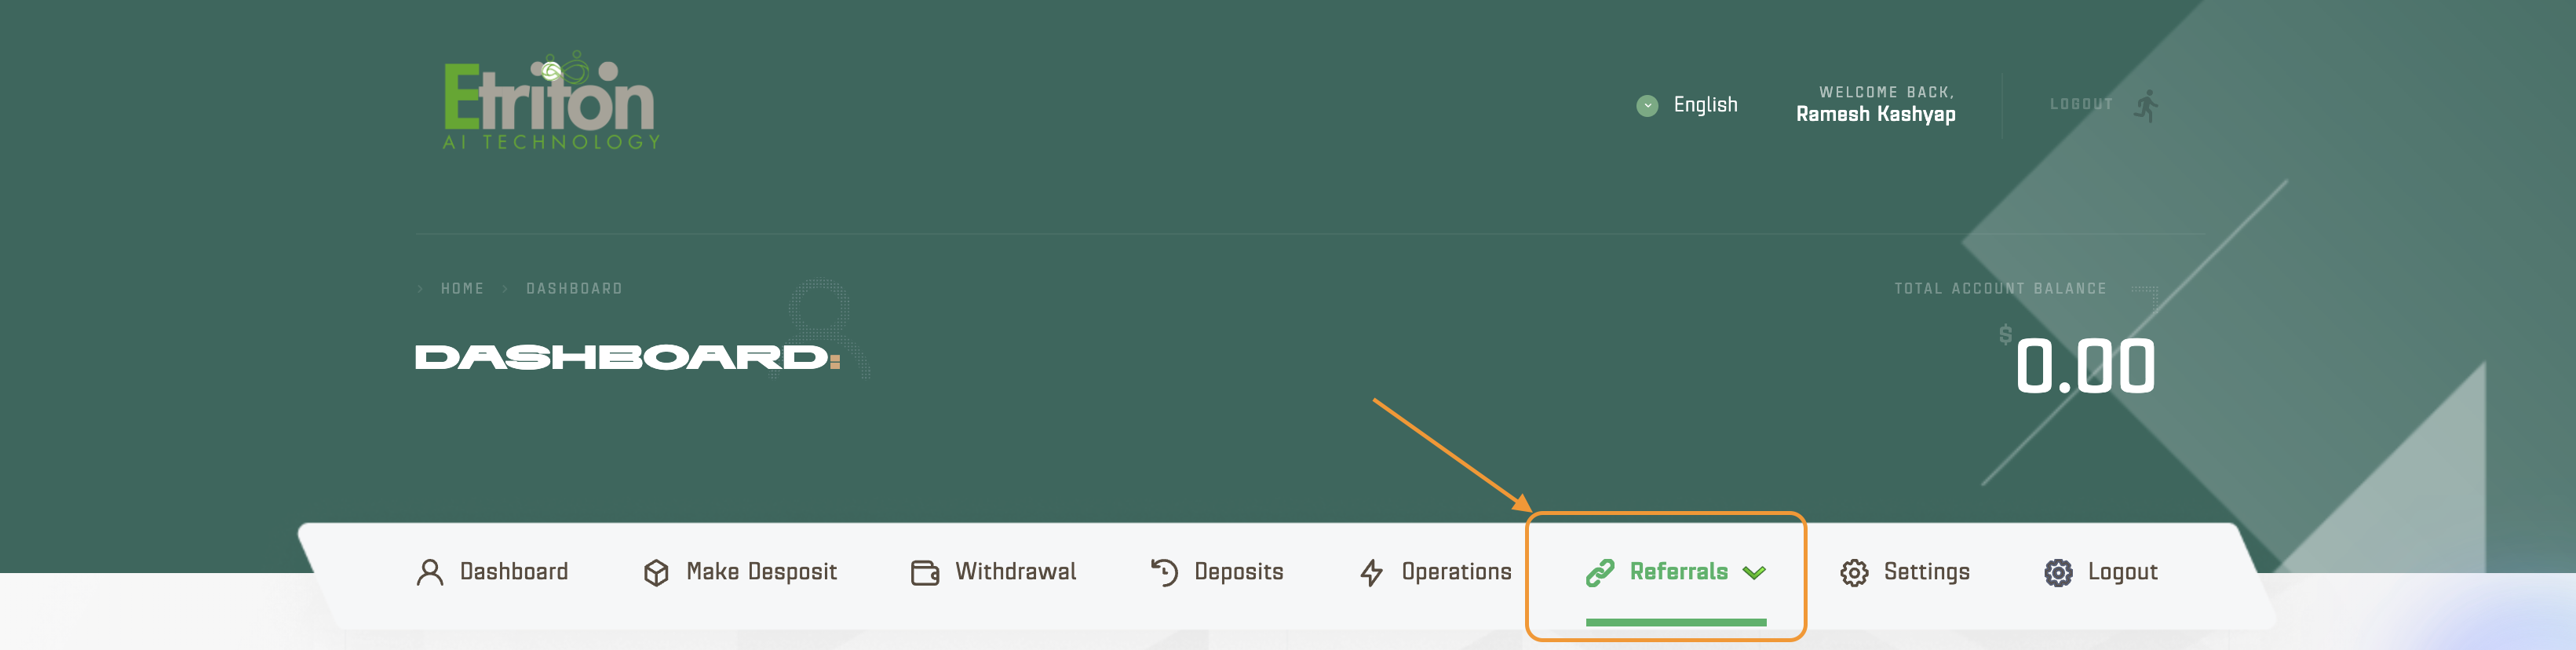 Etriton
AI TECHNOLOGY
English
WELCOME BACK,
Ramesh Kashyap
LOGOUT
> HOME > DASHBOARD
TOTAL ACCOUNT BALANCE
DASHBOARD:
$0.00
Dashboard
Make Desposit
Withdrawal
Deposits
Operations
Referrals
Settings
Logout